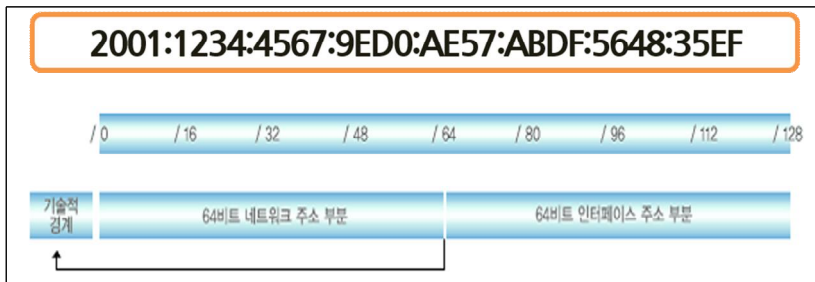 2001:1234:4567:9ED0:AE57:ABDF:5648:35EF
/ 0 / 16 / 32 / 48 / 64 / 80 / 96 / 112 / 128
기술적
경계
64비트 네트워크 주소 부분
64비트 인터페이스 주소 부분